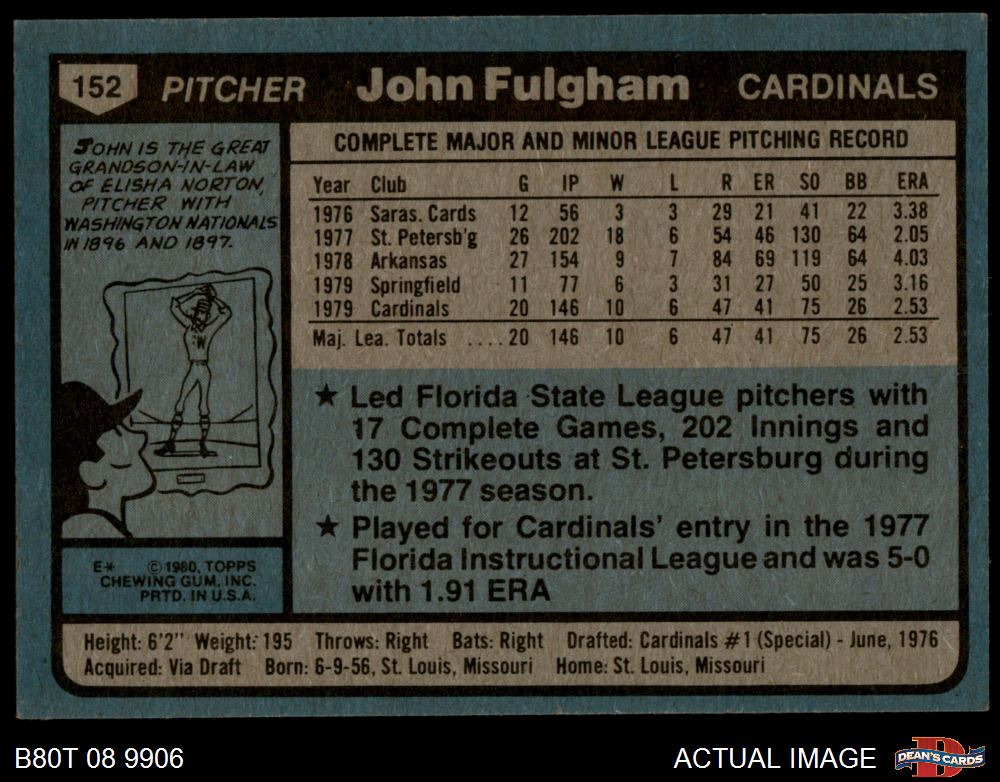 152 PITCHER John Fulgham CARDINALS
JOHN IS THE GREAT
GRANDSON-IN-LAW
OF ELISHA NORTON,
PITCHER WITH
WASHINGTON NATIONALS
IN 1896 AND 1897.
W
E* © 1980, TOPPS
CHEWING GUM, INC.
PRTD. IN U.S.A.
COMPLETE MAJOR AND MINOR LEAGUE PITCHING RECORD
Year Club G IP W L R ER SO BB ERA
1976 Saras. Cards 12 56 3 3 29 21 41 22 3.38
1977 St. Petersb'g 26 202 18 6 54 46 130 64 2.05
1978 Arkansas 27 154 9 7 84 69 119 64 4.03
1979 Springfield 11 77 6 3 31 27 50 25 3.16
1979 Cardinals 20 146 10 6 47 41 75 26 2.53
Maj. Lea. Totals ....20 146 10 6 47 41 75 26 2.53
★ Led Florida State League pitchers with
17 Complete Games, 202 Innings and
130 Strikeouts at St. Petersburg during
the 1977 season.
★ Played for Cardinals' entry in the 1977
Florida Instructional League and was 5-0
with 1.91 ERA
Height: 6'2" Weight: 195 Throws: Right Bats: Right Drafted: Cardinals #1 (Special) - June, 1976
Acquired: Via Draft Born: 6-9-56, St. Louis, Missouri Home: St. Louis, Missouri
B80T 08 9906 ACTUAL IMAGE D DEAN'S CARDS